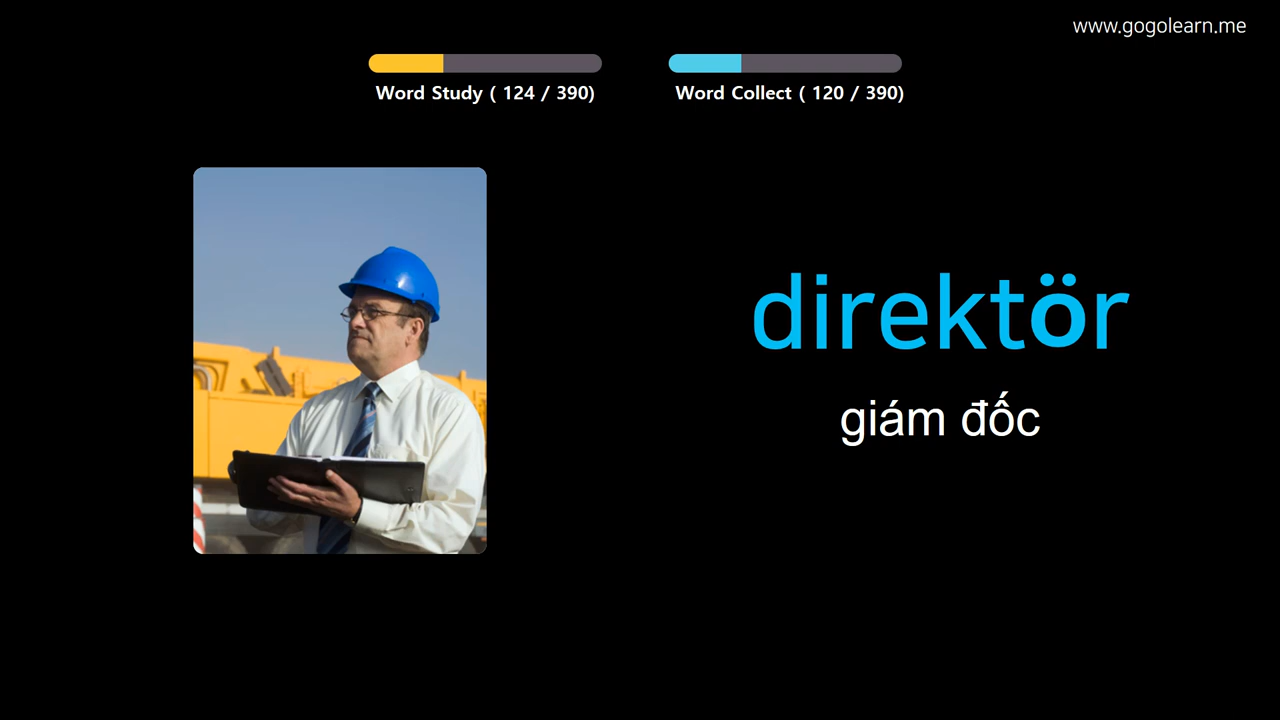 www.gogolearn.me
Word Study ( 124 / 390)
Word Collect ( 120 / 390)
direktör
giám đốc